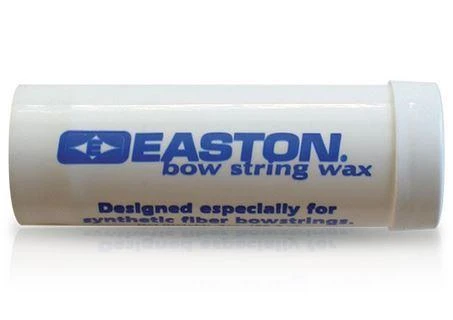 EASTON.
bow string wax
Designed especially for
synthetic fiber bowstrings.